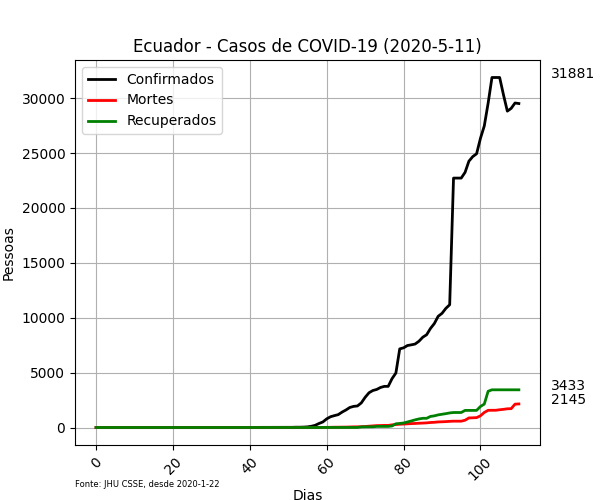 Ecuador - Casos de COVID-19 (2020-5-11)
Confirmados
Mortes
Recuperados
31881
30000
25000
20000
15000
10000
5000
0
3433
2145
Pessoas
0
20
40
60
80
100
Fonte: JHU CSSE, desde 2020-1-22
Dias